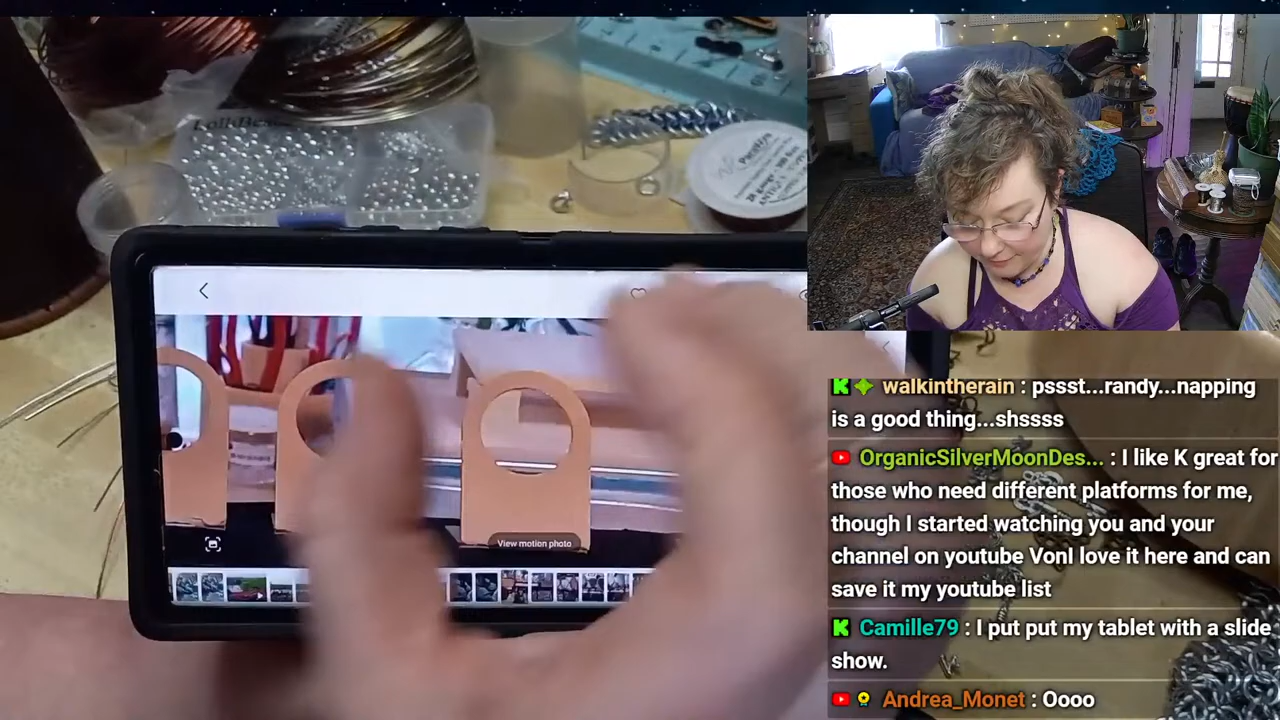 View motion photo
walkintherain : pssst...randy...napping
is a good thing...shssss
OrganicSilverMoonDes... : I like K great for
those who need different platforms for me,
though I started watching you and your
channel on youtube VonI love it here and can
save it my youtube list
Camille79 : I put put my tablet with a slide
show.
Andrea_Monet : Oooo